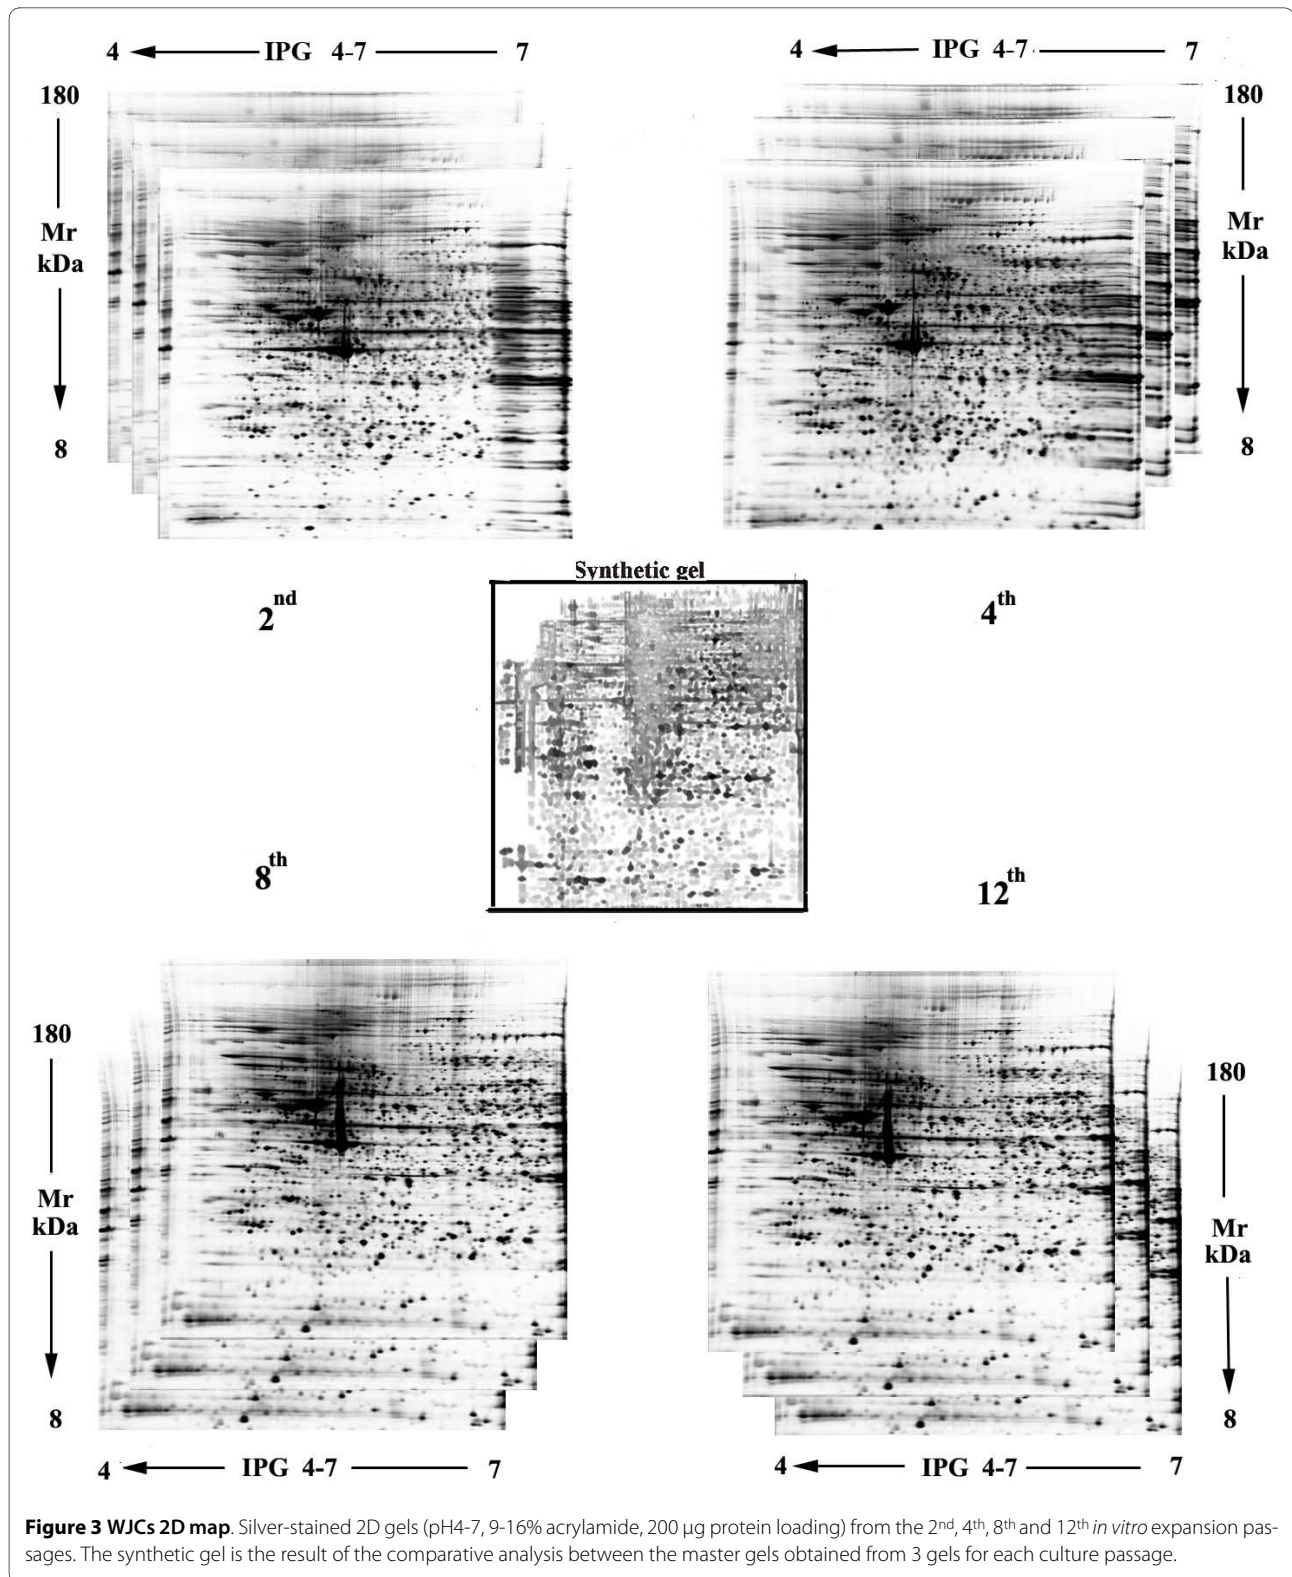 4 IPG 4-7 7
4 IPG 4-7 7
180
180
Mr
kDa
Mr
kDa
8
8
Synthetic gel
2nd
4th
8th
12th
180
180
Mr
kDa
Mr
kDa
8
8
4 IPG 4-7 7
4 IPG 4-7 7
Figure 3 WJCs 2D map. Silver-stained 2D gels (pH4-7, 9-16% acrylamide, 200 μg protein loading) from the 2nd, 4th, 8th and 12th in vitro expansion pas-
sages. The synthetic gel is the result of the comparative analysis between the master gels obtained from 3 gels for each culture passage.